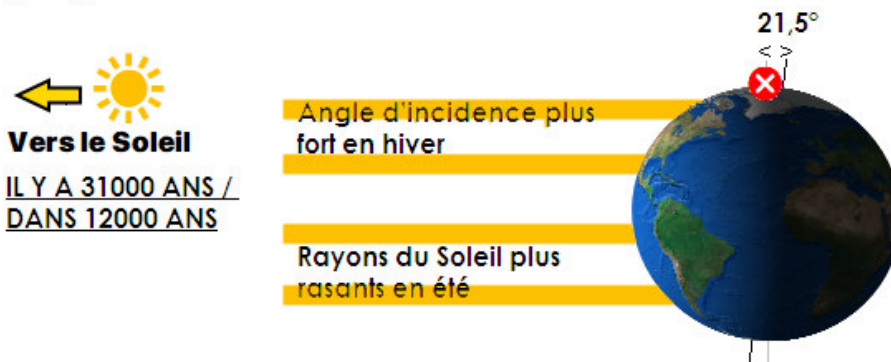 21,5°
< >
Angle d'incidence plus
fort en hiver
Vers le Soleil
IL Y A 31000 ANS /
DANS 12000 ANS
Rayons du Soleil plus
rasants en été